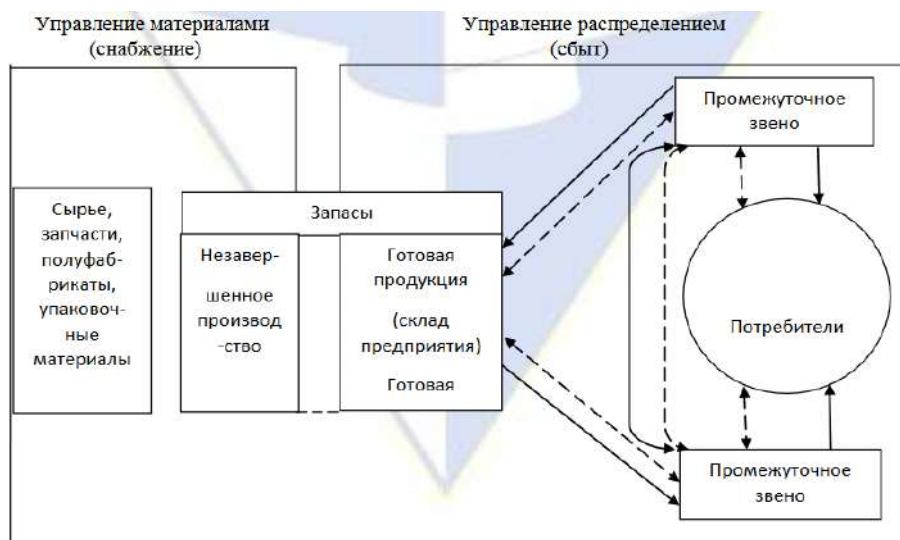 Управление материалами
(снабжение)
Управление распределением
(сбыт)
Промежуточное
звено
Сырье,
запчасти,
полуфаб-
рикаты,
упаковоч-
ные
материалы
Запасы
Незавер-
шенное
производ
-ство
Готовая
продукция
(склад
предприятия)
Готовая
Потребители
Промежуточное
звено